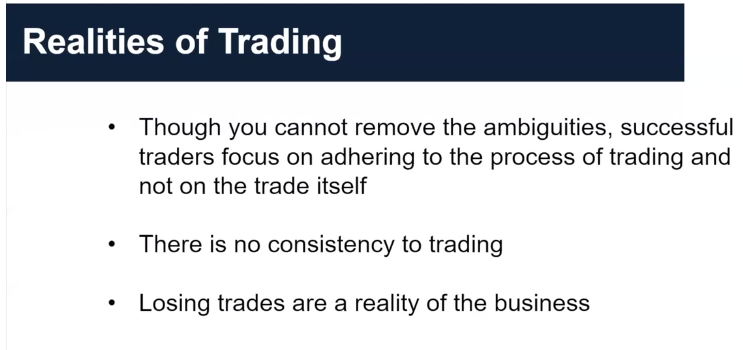 Realities of Trading
• Though you cannot remove the ambiguities, successful
traders focus on adhering to the process of trading and
not on the trade itself
• There is no consistency to trading
• Losing trades are a reality of the business